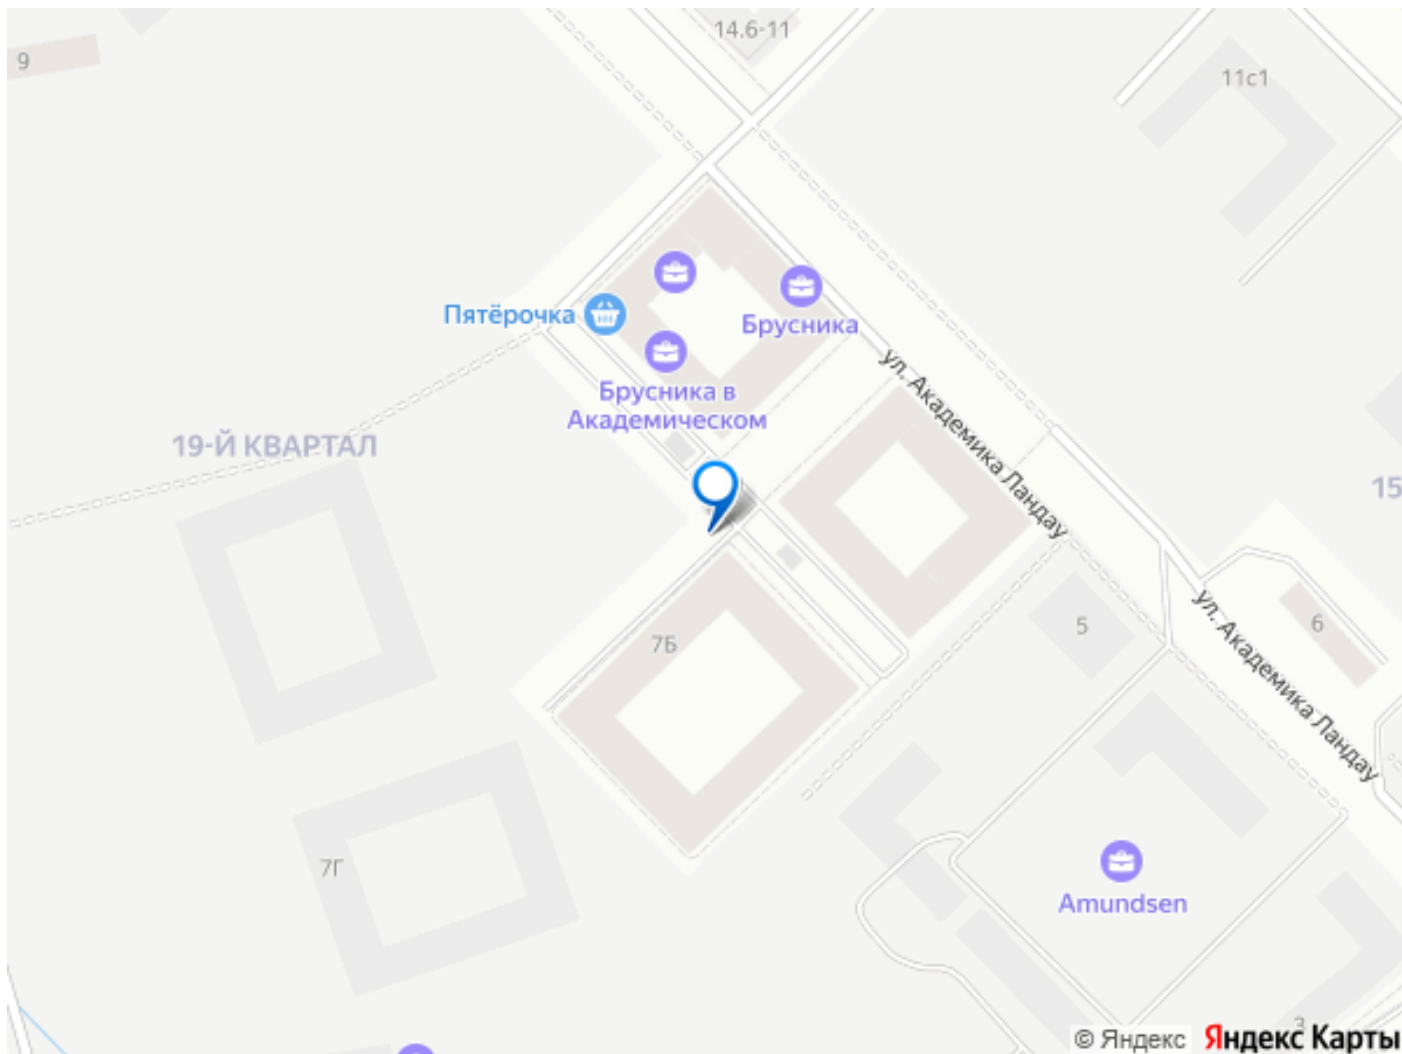 14.6-11
9
11с1
Пятёрочка
Брусника
Брусника в
Академическом
ул. Академика Ландау
19-Й КВАРТАЛ
15
5
6
7Б
ул. Академика Ландау
7Г
Amundsen
3
© Яндекс Яндекс Карты